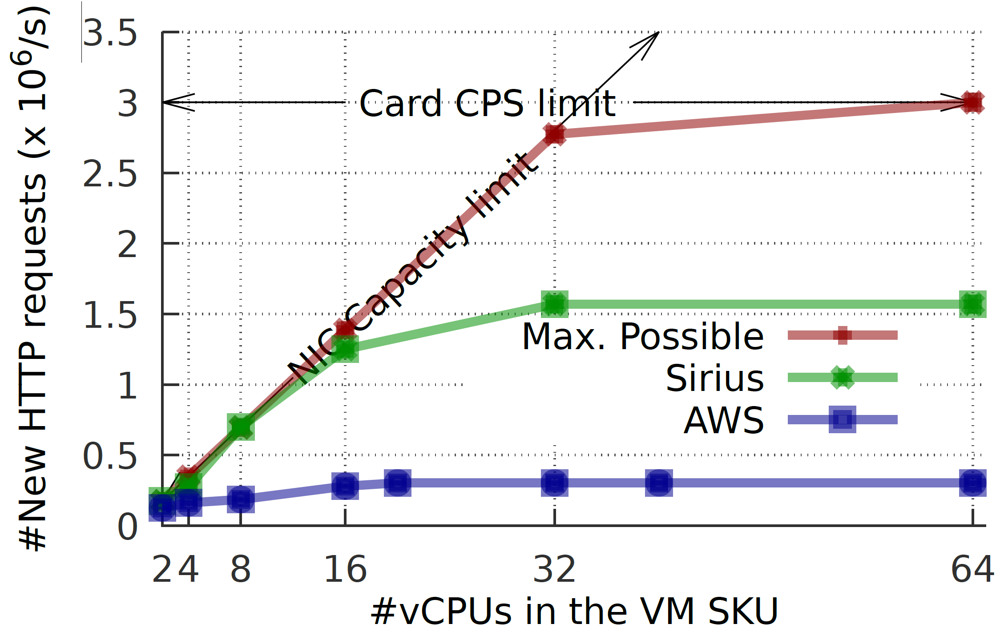 #New HTTP requests (x 10⁶/s)
3.5
3
2.5
2
1.5
1
0.5
0
Card CPS limit
NIC Capacity limit
Max. Possible
Sirius
AWS
2 4 8 16 32 64
#vCPUs in the VM SKU